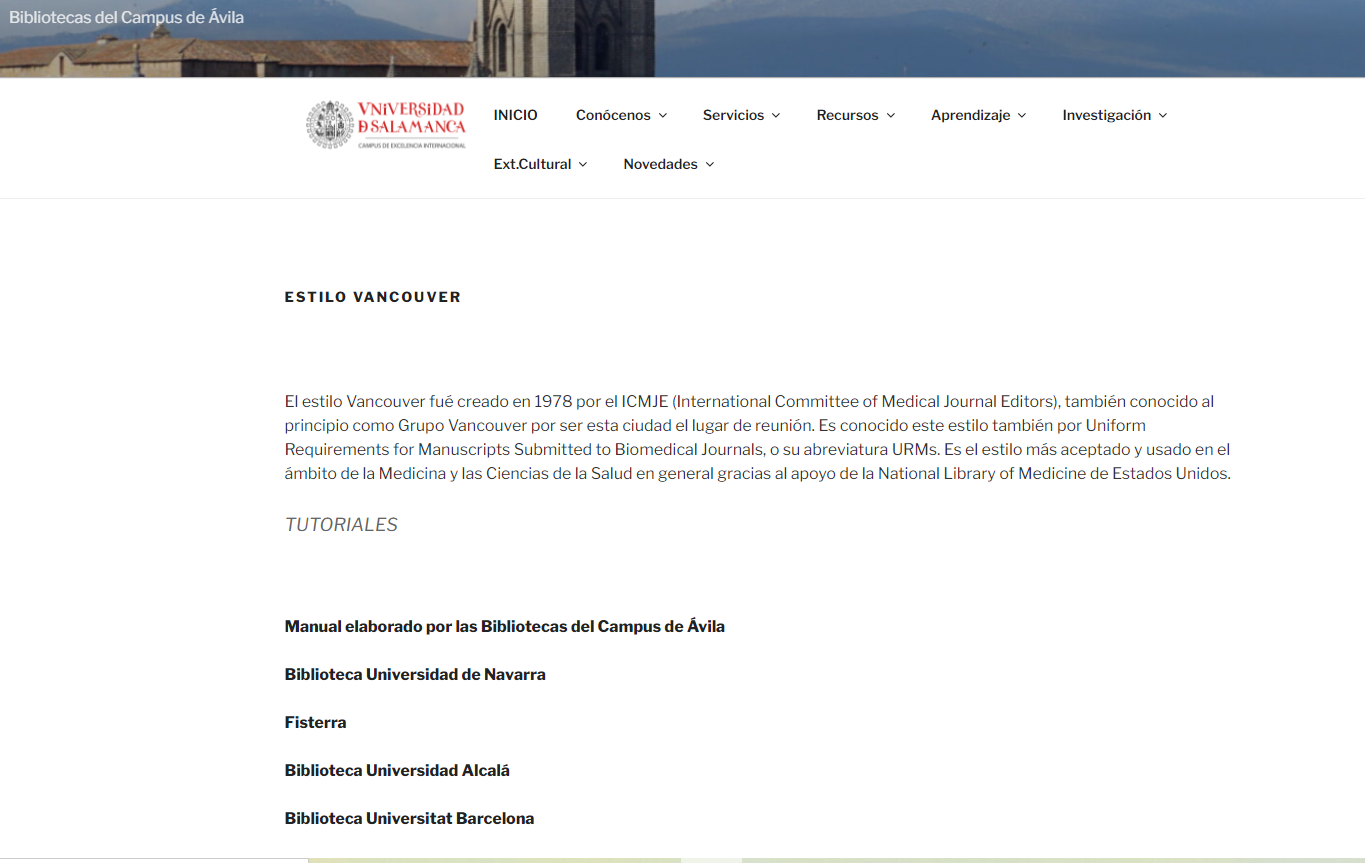 Bibliotecas del Campus de Ávila
VNiVERSiDAD
D SALAMANCA
CAMPUS DE EXCELENCIA INTERNACIONAL
INICIO Conócenos Servicios Recursos Aprendizaje Investigación
Ext.Cultural Novedades
ESTILO VANCOUVER
El estilo Vancouver fué creado en 1978 por el ICMJE (International Committee of Medical Journal Editors), también conocido al
principio como Grupo Vancouver por ser esta ciudad el lugar de reunión. Es conocido este estilo también por Uniform
Requirements for Manuscripts Submitted to Biomedical Journals, o su abreviatura URMs. Es el estilo más aceptado y usado en el
ámbito de la Medicina y las Ciencias de la Salud en general gracias al apoyo de la National Library of Medicine de Estados Unidos.
TUTORIALES
Manual elaborado por las Bibliotecas del Campus de Ávila
Biblioteca Universidad de Navarra
Fisterra
Biblioteca Universidad Alcalá
Biblioteca Universitat Barcelona